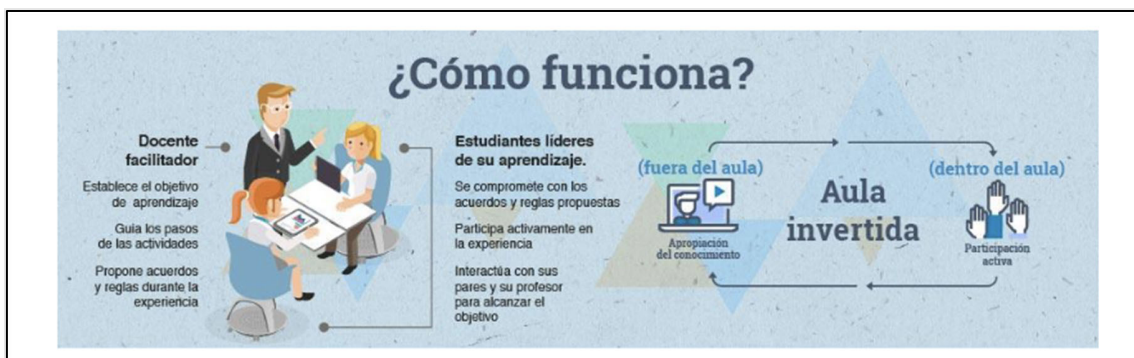 ¿Cómo funciona?
Docente
facilitador
Establece el objetivo
de aprendizaje
Guía los pasos
de las actividades
Propone acuerdos
y reglas durante la
experiencia
Estudiantes líderes
de su aprendizaje.
Se compromete con los
acuerdos y reglas propuestas
Participa activamente en
la experiencia
Interactúa con sus
pares y su profesor
para alcanzar el
objetivo
(fuera del aula)
Apropiación
del conocimiento
Aula
invertida
(dentro del aula)
Participación
activa